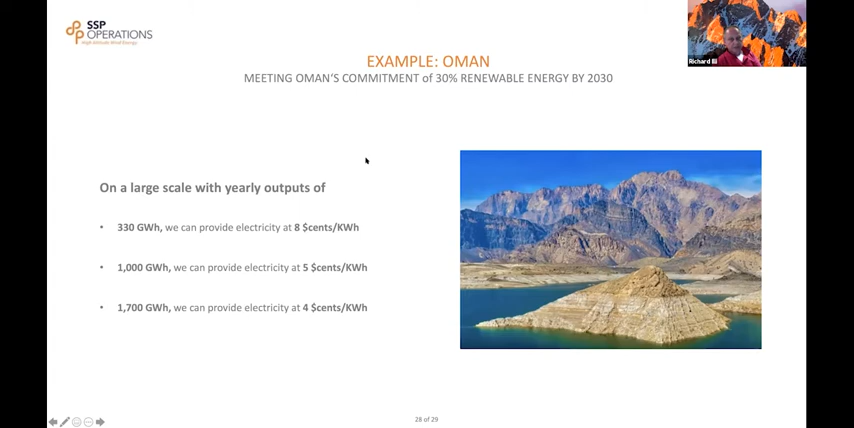 SSP
OPERATIONS
High Altitude Wind Energy
Richard III
EXAMPLE: OMAN
MEETING OMAN'S COMMITMENT of 30% RENEWABLE ENERGY BY 2030
On a large scale with yearly outputs of
• 330 GWh, we can provide electricity at 8 $cents/KWh
• 1,000 GWh, we can provide electricity at 5 $cents/KWh
• 1,700 GWh, we can provide electricity at 4 $cents/KWh
28 of 29